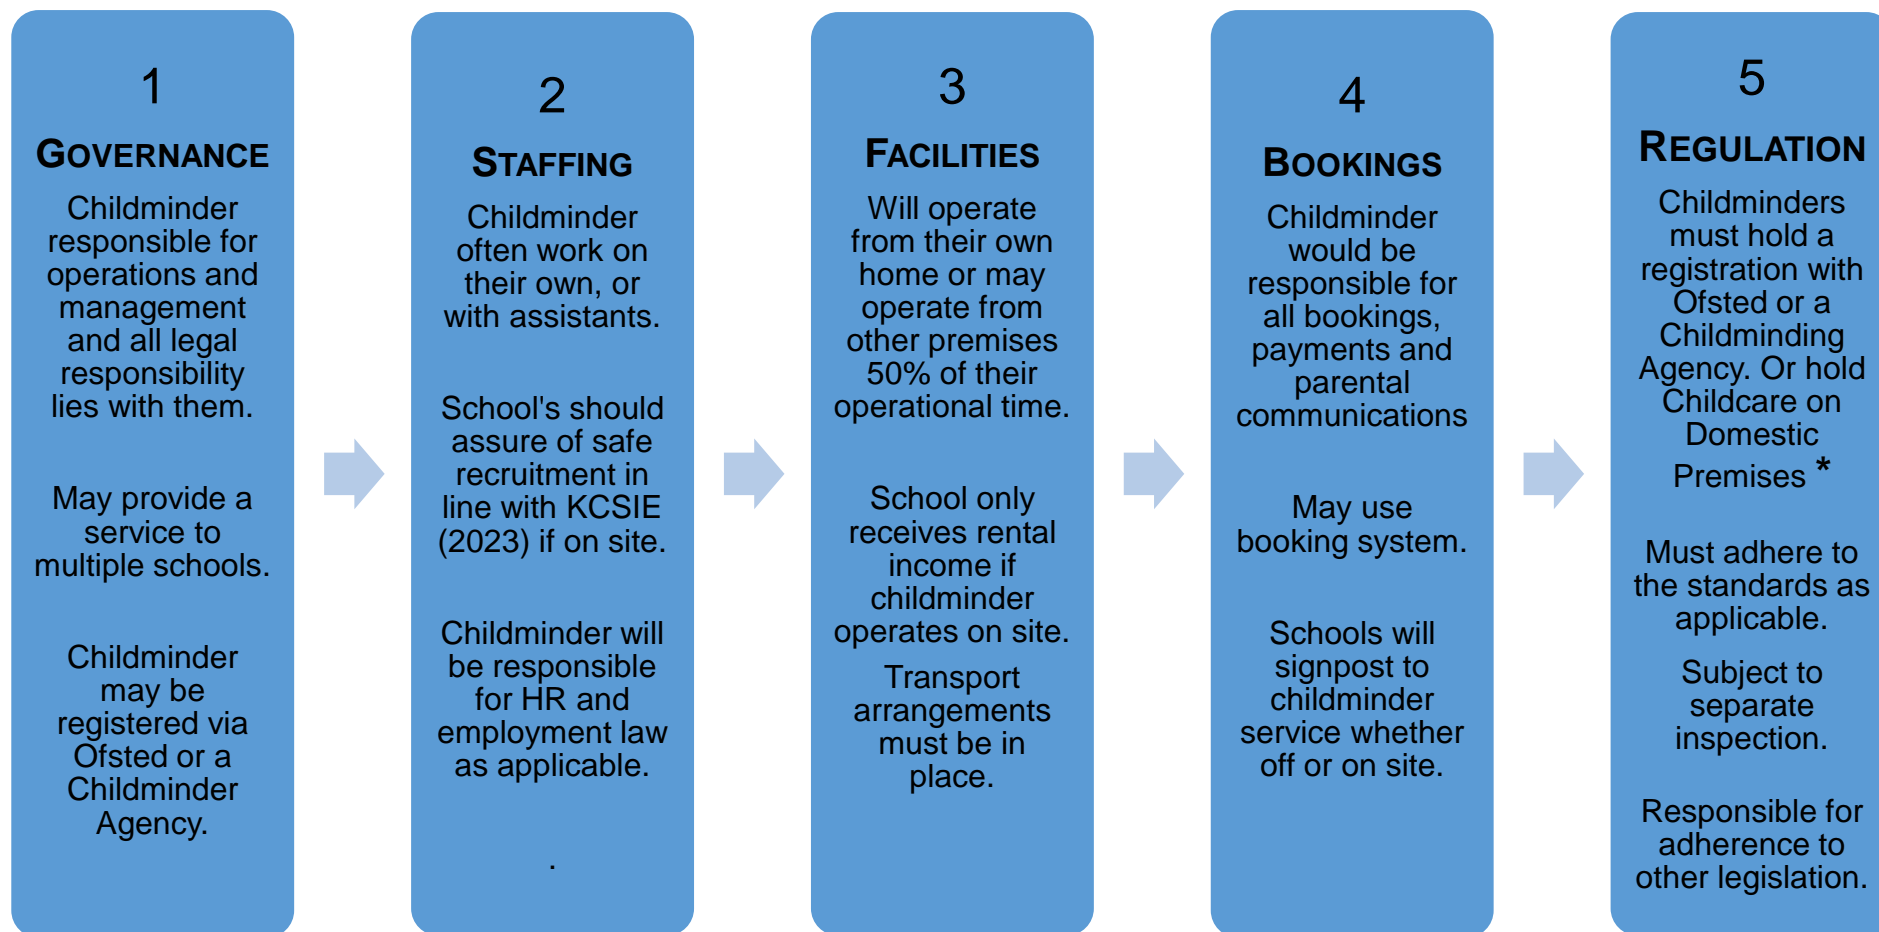 1
GOVERNANCE
Childminder
responsible for
operations and
management
and all legal
responsibility
lies with them.
May provide a
service to
multiple schools.
Childminder
may be
registered via
Ofsted or a
Childminder
Agency.
2
STAFFING
Childminder
often work on
their own, or
with assistants.
School's should
assure of safe
recruitment in
line with KCSIE
(2023) if on site.
Childminder will
be responsible
for HR and
employment law
as applicable.
.
3
FACILITIES
Will operate
from their own
home or may
operate from
other premises
50% of their
operational time.
School only
receives rental
income if
childminder
operates on site.
Transport
arrangements
must be in
place.
4
BOOKINGS
Childminder
would be
responsible for
all bookings,
payments and
parental
communications
May use
booking system.
Schools will
signpost to
childminder
service whether
off or on site.
5
REGULATION
Childminders
must hold a
registration with
Ofsted or a
Childminding
Agency. Or hold
Childcare on
Domestic
Premises *
Must adhere to
the standards as
applicable.
Subject to
separate
inspection.
Responsible for
adherence to
other legislation.